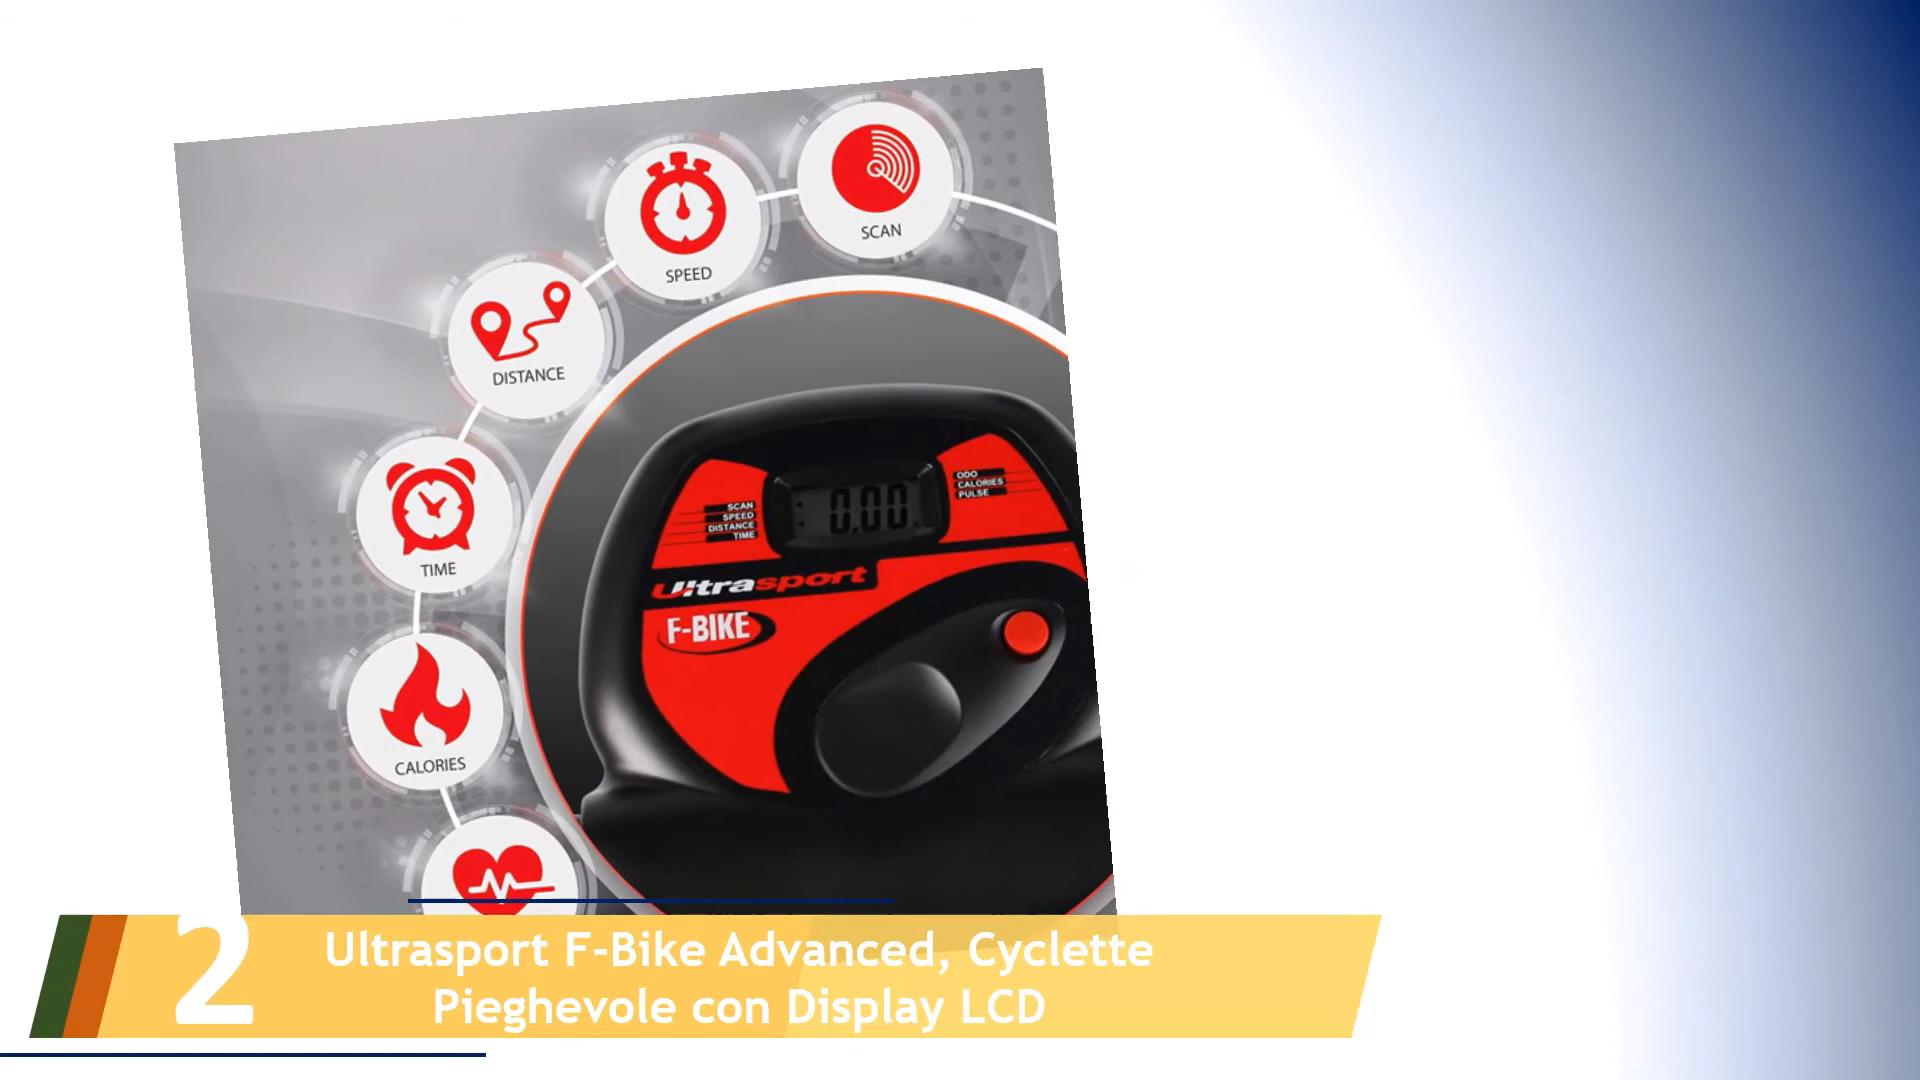 SCAN
SPEED
DISTANCE
TIME
CALORIES
0.00
SCAN
SPEED
DISTANCE
TIME
ODO
CALORIES
PULSE
Ultrasport
F-BIKE
2
Ultrasport F-Bike Advanced, Cyclette
Pieghevole con Display LCD